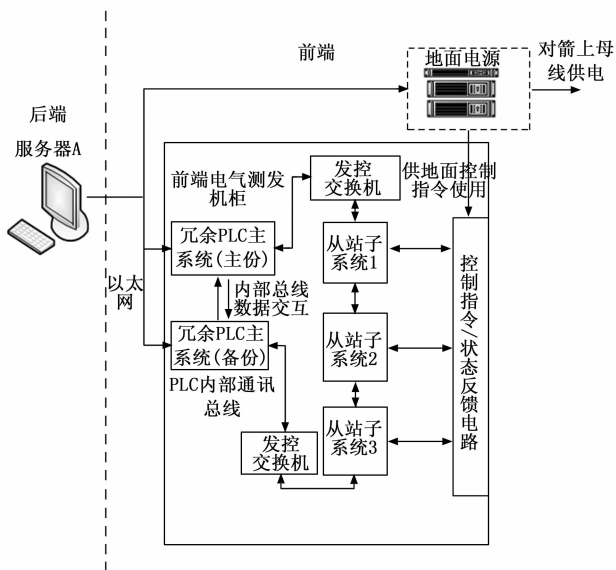 前端
地面电源
对箭上母
线供电
后端
服务器A
前端电气测发
机柜
发控
交换机
供地面控制
指令使用
冗余PLC主
系统(主份)
从站子
系统1
以太
网
内部总线
数据交互
控制指令/状态反馈电路
冗余PLC主
系统(备份)
从站子
系统2
PLC内部通讯
总线
从站子
系统3
发控
交换机